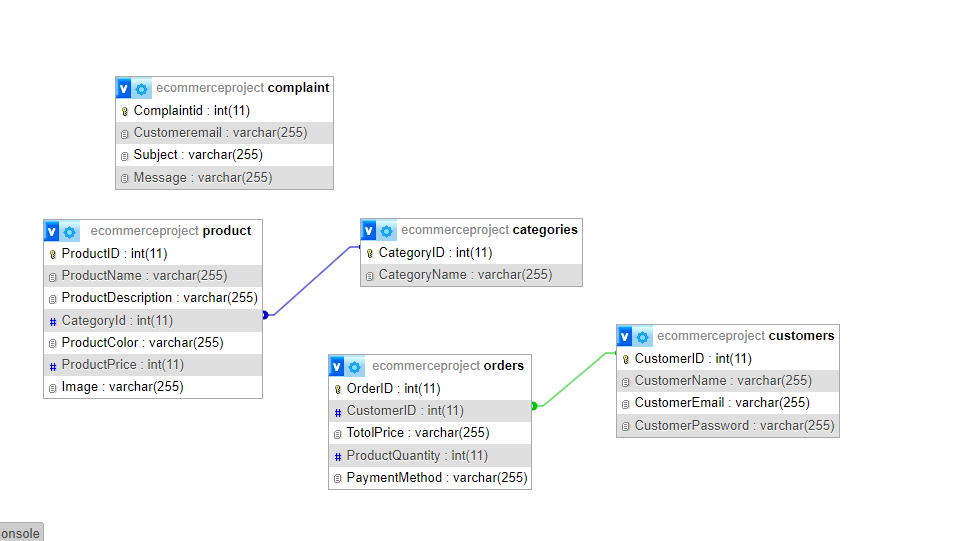 v ecommerceproject complaint
Complaintid : int(11)
Customeremail : varchar(255)
Subject : varchar(255)
Message : varchar(255)
v ecommerceproject product
ProductID : int(11)
ProductName : varchar(255)
ProductDescription : varchar(255)
# CategoryId : int(11)
ProductColor : varchar(255)
# ProductPrice : int(11)
Image : varchar(255)
v ecommerceproject categories
CategoryID : int(11)
CategoryName : varchar(255)
v ecommerceproject orders
OrderID : int(11)
# CustomerID : int(11)
TotolPrice : varchar(255)
# ProductQuantity : int(11)
PaymentMethod : varchar(255)
v ecommerceproject customers
CustomerID : int(11)
CustomerName : varchar(255)
CustomerEmail : varchar(255)
CustomerPassword : varchar(255)
onsole